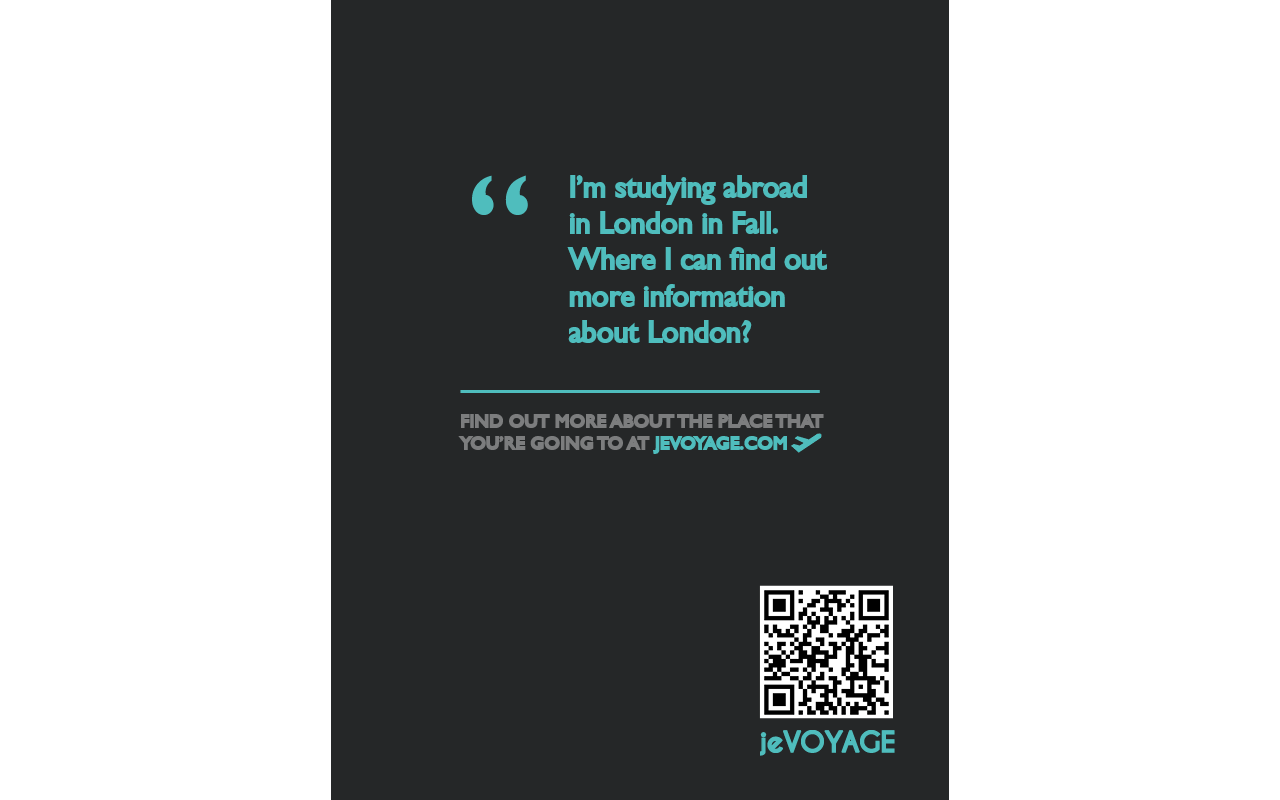 “ I’m studying abroad
in London in Fall.
Where I can find out
more information
about London?
FIND OUT MORE ABOUT THE PLACE THAT
YOU’RE GOING TO AT JEVOYAGE.COM
jeVOYAGE